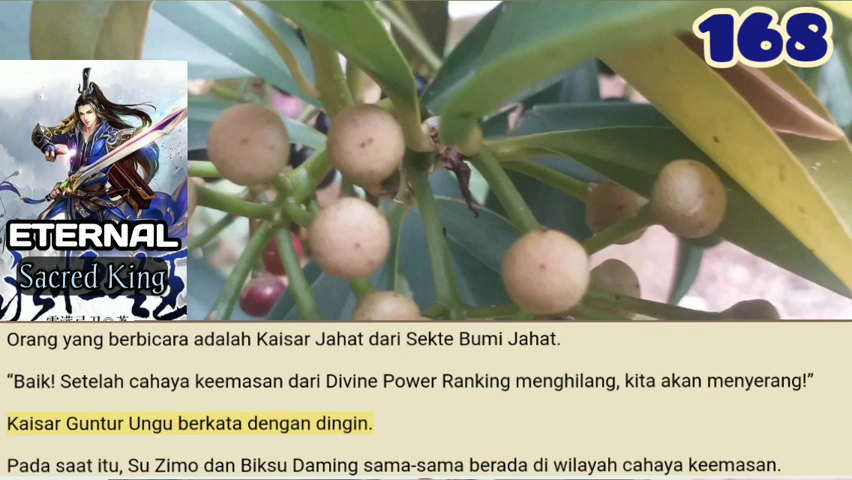 168
ETERNAL
Sacred King
Orang yang berbicara adalah Kaisar Jahat dari Sekte Bumi Jahat.
“Baik! Setelah cahaya keemasan dari Divine Power Ranking menghilang, kita akan menyerang!”
Kaisar Guntur Ungu berkata dengan dingin.
Pada saat itu, Su Zimo dan Biksu Daming sama-sama berada di wilayah cahaya keemasan.